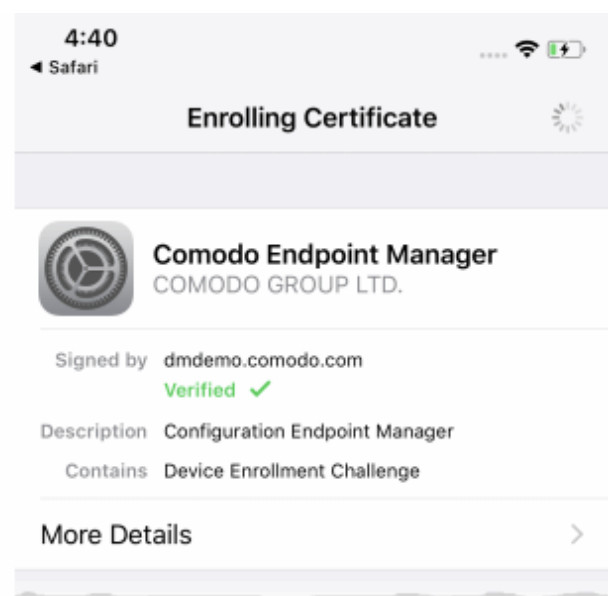 4:40
◀ Safari
Enrolling Certificate
Comodo Endpoint Manager
COMODO GROUP LTD.
Signed by dmdemo.comodo.com
Verified ✓
Description Configuration Endpoint Manager
Contains Device Enrollment Challenge
More Details